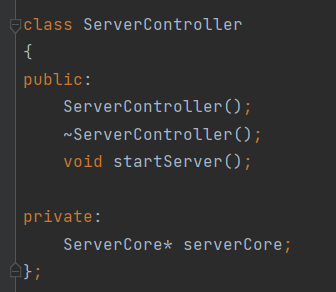 class ServerController
{
public:
    ServerController();
    ~ServerController();
    void startServer();

private:
    ServerCore* serverCore;
};